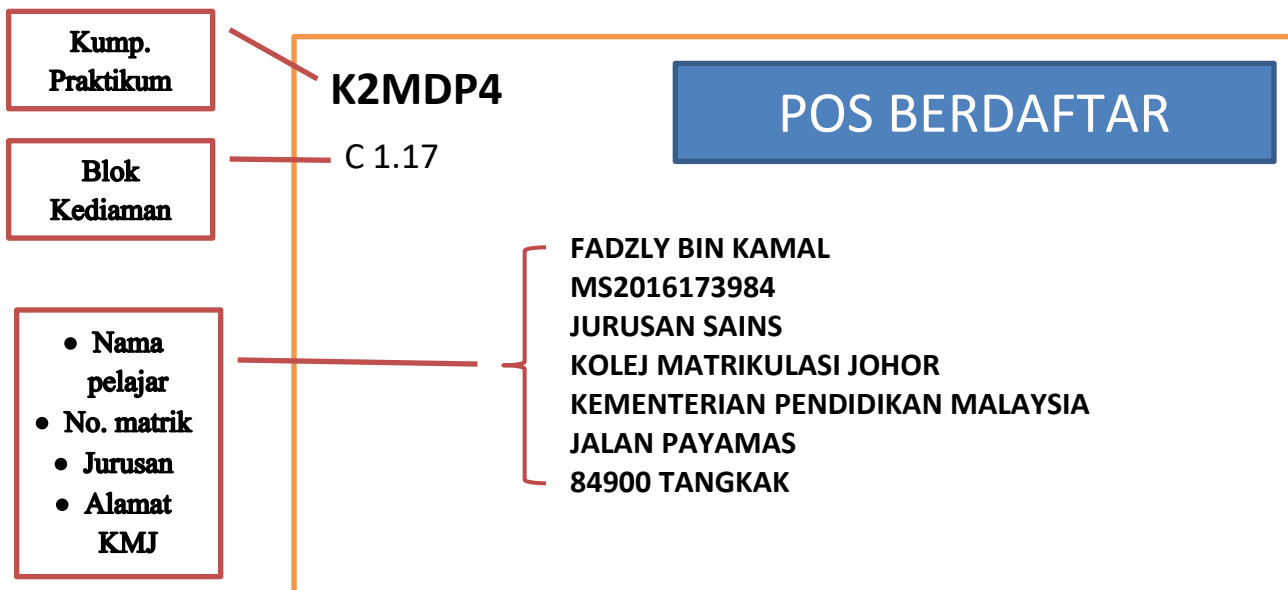 Kump.
Praktikum
K2MDP4
POS BERDAFTAR
Blok
Kediaman
C 1.17
• Nama
pelajar
• No. matrik
• Jurusan
• Alamat
KMJ
FADZLY BIN KAMAL
MS2016173984
JURUSAN SAINS
KOLEJ MATRIKULASI JOHOR
KEMENTERIAN PENDIDIKAN MALAYSIA
JALAN PAYAMAS
84900 TANGKAK